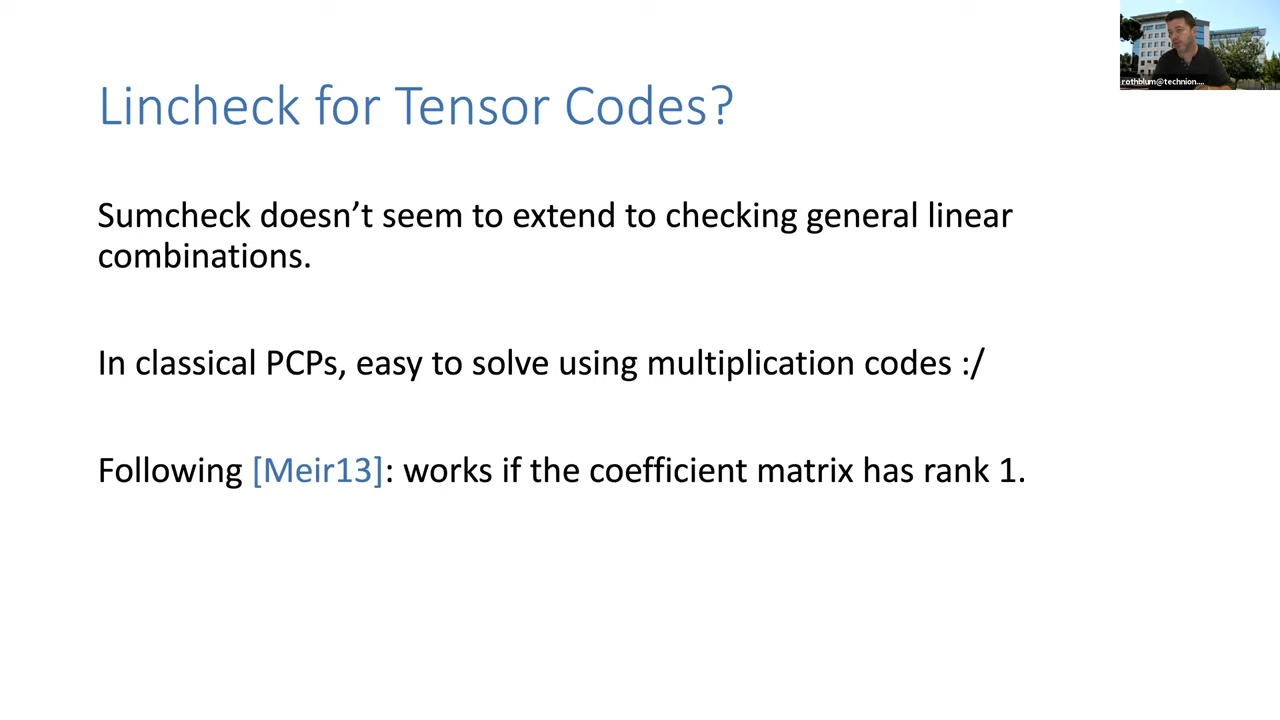 rothblum@technion....
Lincheck for Tensor Codes?
Sumcheck doesn't seem to extend to checking general linear
combinations.
In classical PCPs, easy to solve using multiplication codes :/
Following [Meir13]: works if the coefficient matrix has rank 1.